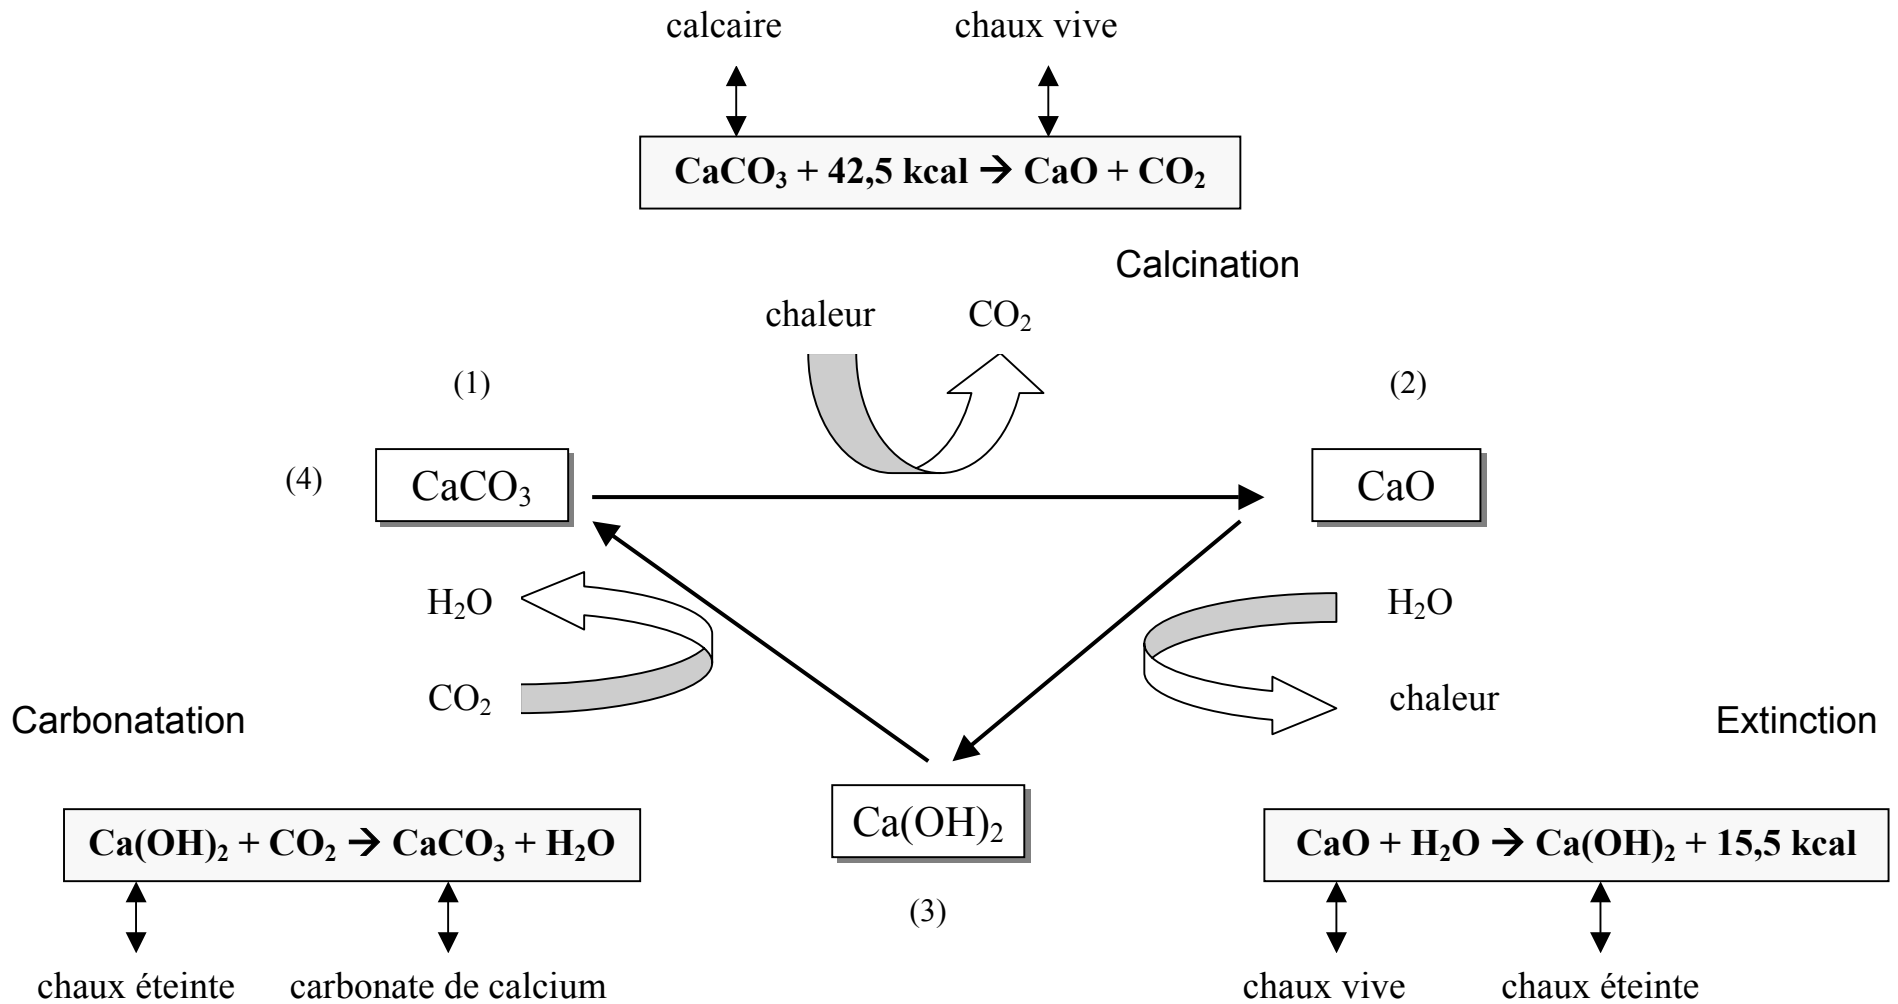 calcaire chaux vive
CaCO₃ + 42,5 kcal → CaO + CO₂
Calcination
chaleur CO₂
(1) (2)
(4) CaCO₃ CaO
H₂O H₂O
CO₂ chaleur
Carbonatation Extinction
Ca(OH)₂
Ca(OH)₂ + CO₂ → CaCO₃ + H₂O CaO + H₂O → Ca(OH)₂ + 15,5 kcal
(3)
chaux éteinte carbonate de calcium chaux vive chaux éteinte